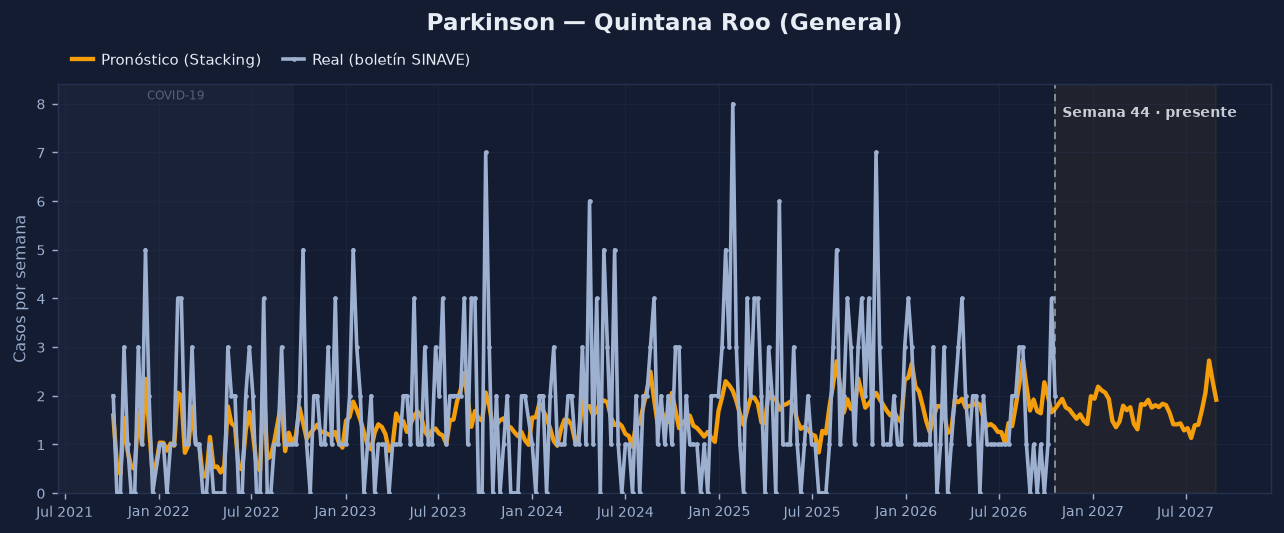 Parkinson — Quintana Roo (General)
Pronóstico (Stacking)
Real (boletín SINAVE)
COVID-19
Semana 44 · presente
Casos por semana
8
7
6
5
4
3
2
1
0
Jul 2021
Jan 2022
Jul 2022
Jan 2023
Jul 2023
Jan 2024
Jul 2024
Jan 2025
Jul 2025
Jan 2026
Jul 2026
Jan 2027
Jul 2027